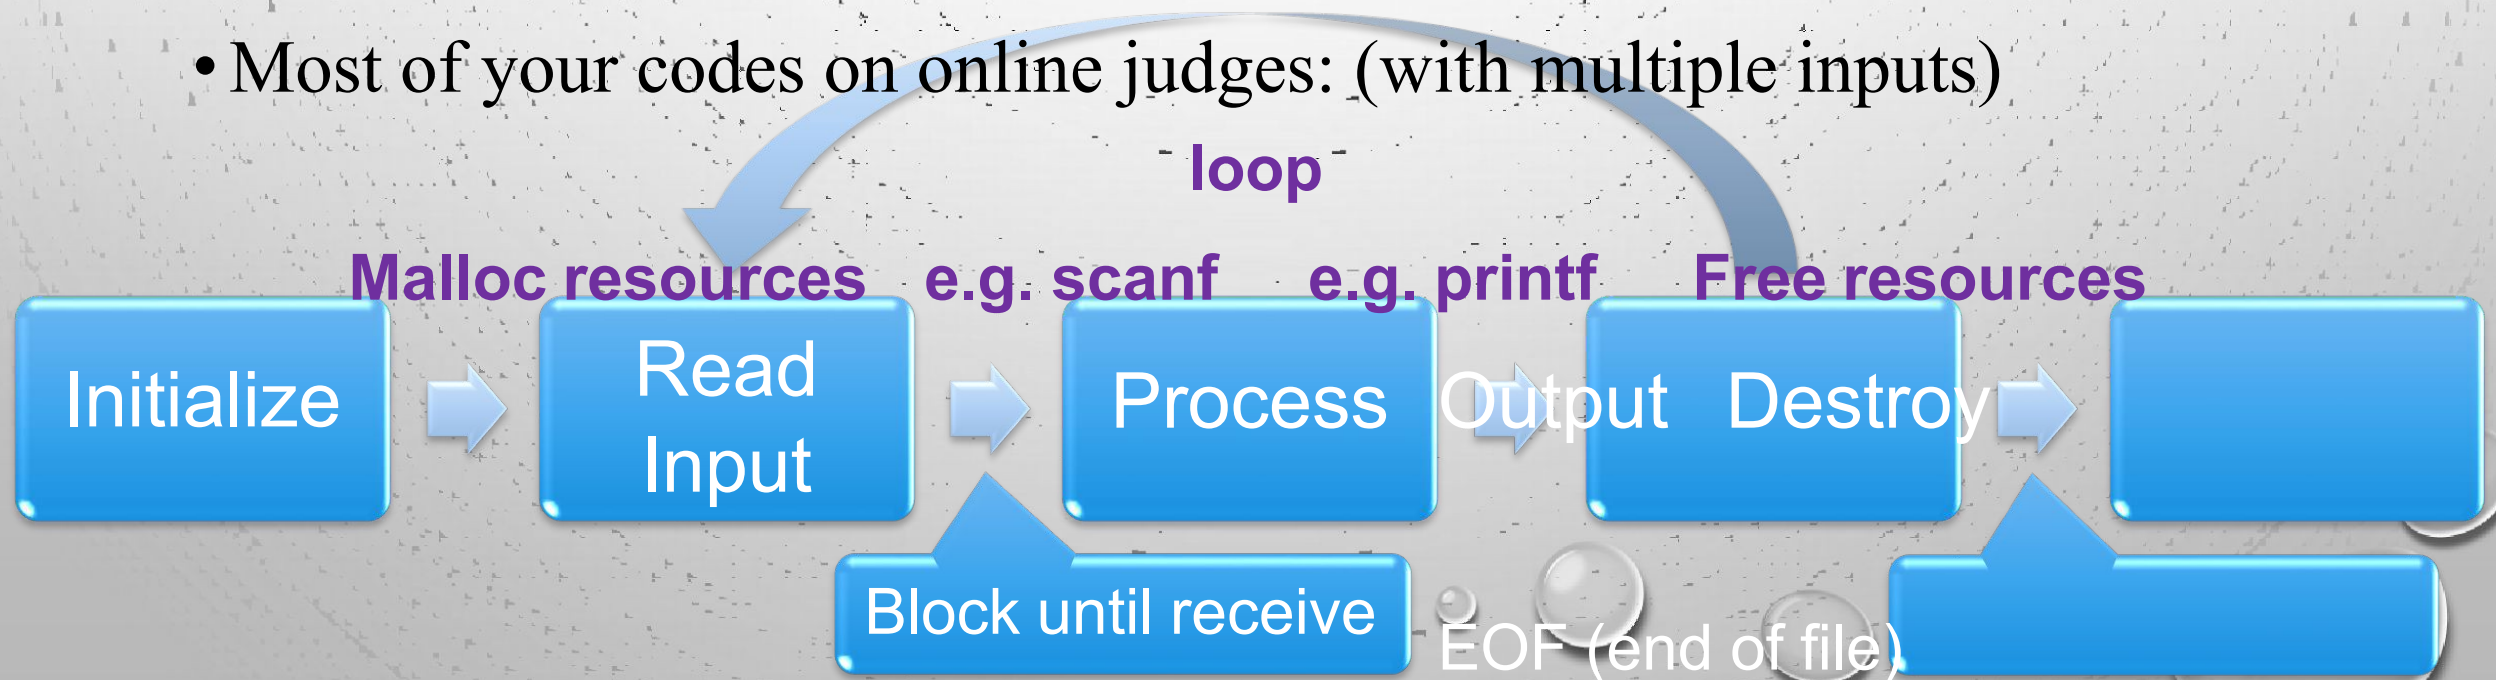 • Most of your codes on online judges: (with multiple inputs)
loop
Malloc resources e.g. scanf e.g. printf Free resources
Initialize
Read
Input
Process Output Destroy
Block until receive
EOF (end of file)